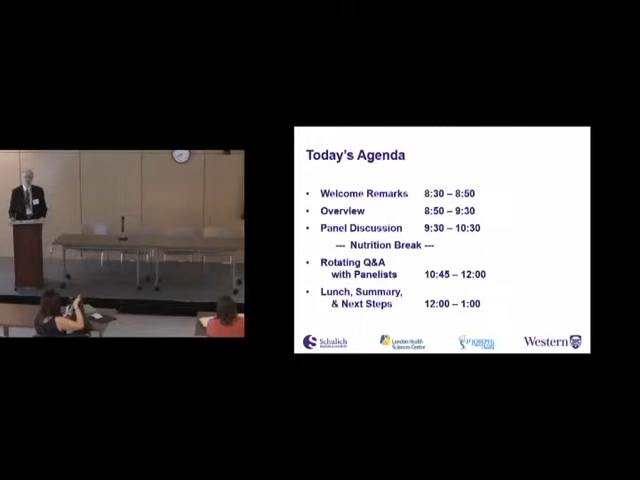 Today's Agenda
• Welcome Remarks 8:30 – 8:50
• Overview 8:50 – 9:30
• Panel Discussion 9:30 – 10:30
--- Nutrition Break ---
• Rotating Q&A
with Panelists 10:45 – 12:00
• Lunch, Summary,
& Next Steps 12:00 – 1:00
Schulich
London Health
Sciences Centre
ST JOSEPH'S
Western